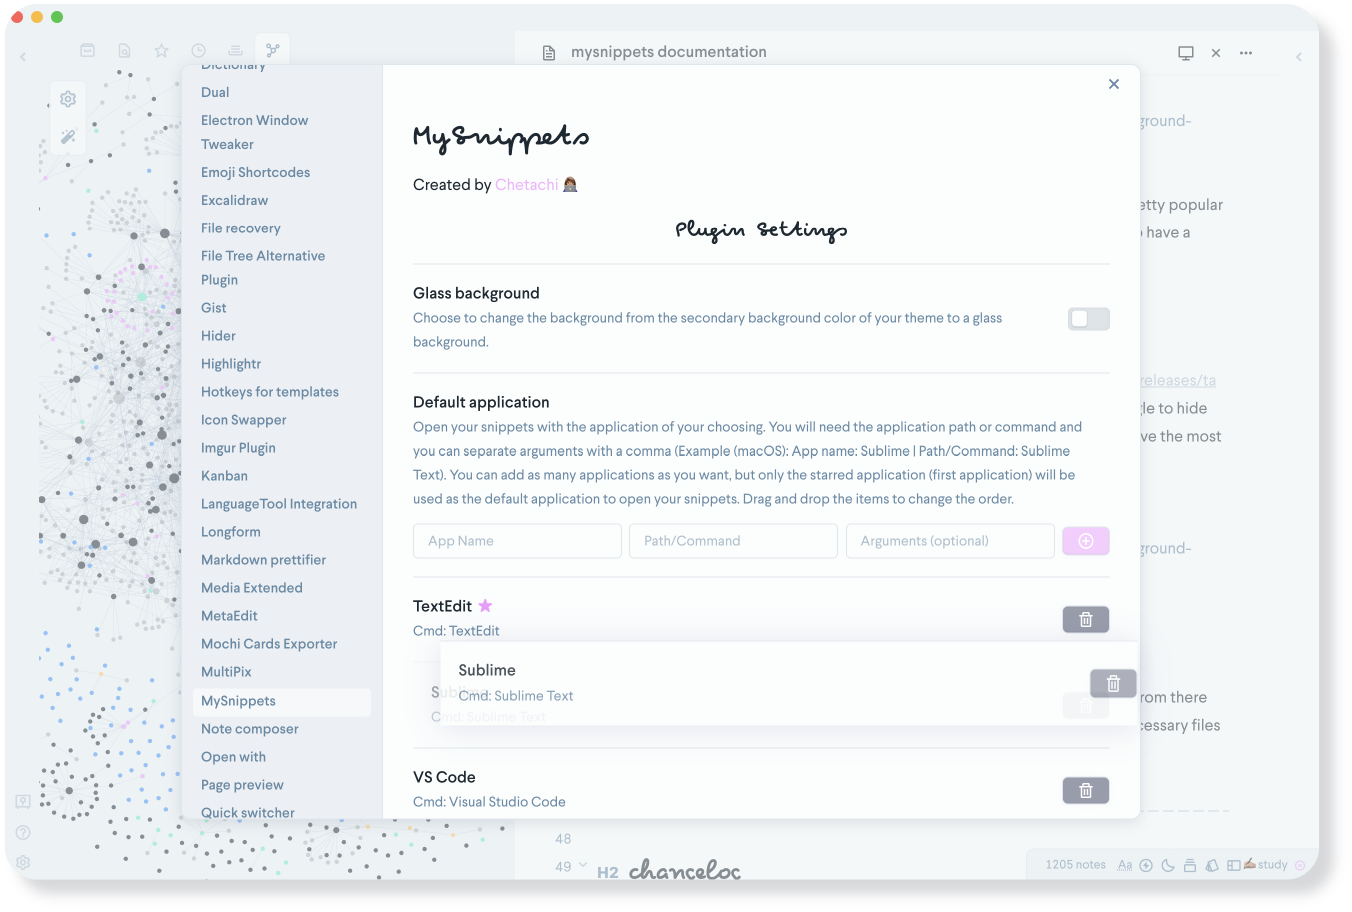 mysnippets documentation
Dictionary
Dual
Electron Window
Tweaker
Emoji Shortcodes
Excalidraw
File recovery
File Tree Alternative
Plugin
Gist
Hider
Highlightr
Hotkeys for templates
Icon Swapper
Imgur Plugin
Kanban
LanguageTool Integration
Longform
Markdown prettifier
Media Extended
MetaEdit
Mochi Cards Exporter
MultiPix
MySnippets
Note composer
Open with
Page preview
Quick switcher
MySnippets
Created by Chetachi
Plugin Settings
Glass background
Choose to change the background from the secondary background color of your theme to a glass
background.
Default application
Open your snippets with the application of your choosing. You will need the application path or command and
you can separate arguments with a comma (Example (macOS): App name: Sublime | Path/Command: Sublime
Text). You can add as many applications as you want, but only the starred application (first application) will be
used as the default application to open your snippets. Drag and drop the items to change the order.
App Name
Path/Command
Arguments (optional)
TextEdit
Cmd: TextEdit
Sublime
Cmd: Sublime Text
Sublime
Cmd: Sublime Text
VS Code
Cmd: Visual Studio Code
ground-
etty popular
have a
releases/ta
gle to hide
ve the most
ground-
rom there
cessary files
48
49
H2 chanceloc
1205 notes
Aa
study